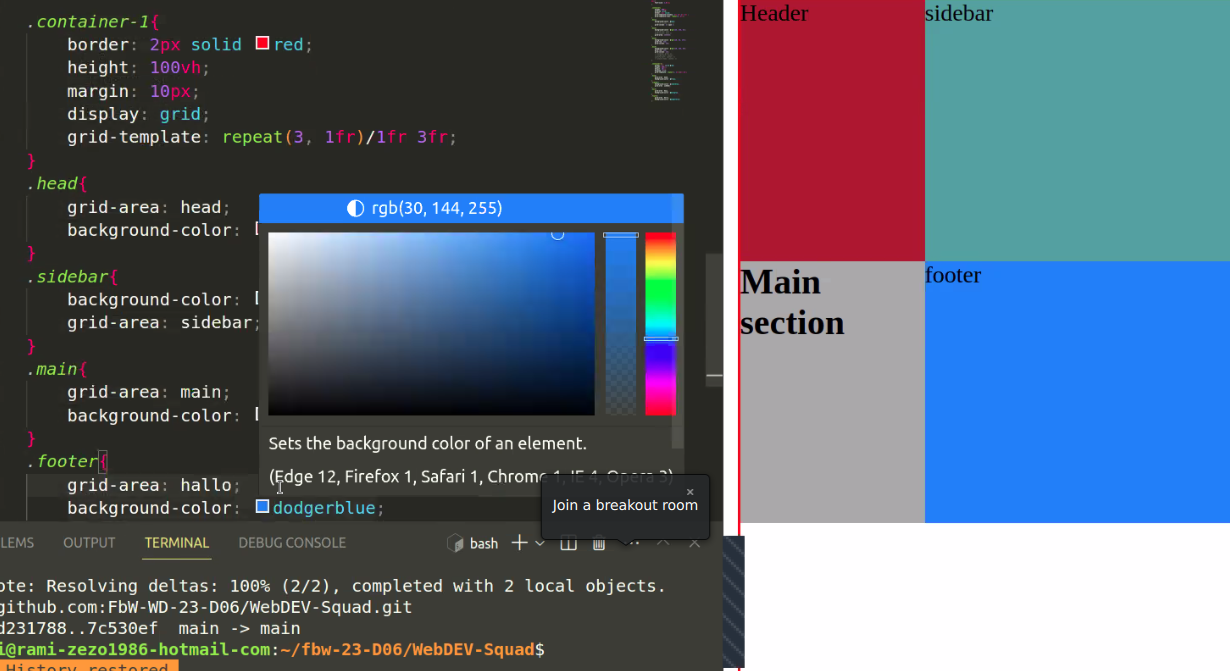 .container-1{
border: 2px solid red;
height: 100vh;
margin: 10px;
display: grid;
grid-template: repeat(3, 1fr)/1fr 3fr;
}
.head{
grid-area: head;
background-color:
}
.sidebar{
background-color:
grid-area: sidebar;
}
.main{
grid-area: main;
background-color:
}
.footer{
grid-area: hallo;
background-color: dodgerblue;
rgb(30, 144, 255)
Sets the background color of an element.
(Edge 12, Firefox 1, Safari 1, Chrome 1, IE 4, Opera 3)
Join a breakout room
×
LEMS OUTPUT TERMINAL DEBUG CONSOLE bash
ote: Resolving deltas: 100% (2/2), completed with 2 local objects.
github.com:FbW-WD-23-D06/WebDEV-Squad.git
d231788..7c530ef main -> main
i@rami-zezo1986-hotmail-com:~/fbw-23-D06/WebDEV-Squad$
History restored
Header
sidebar
Main
section
footer